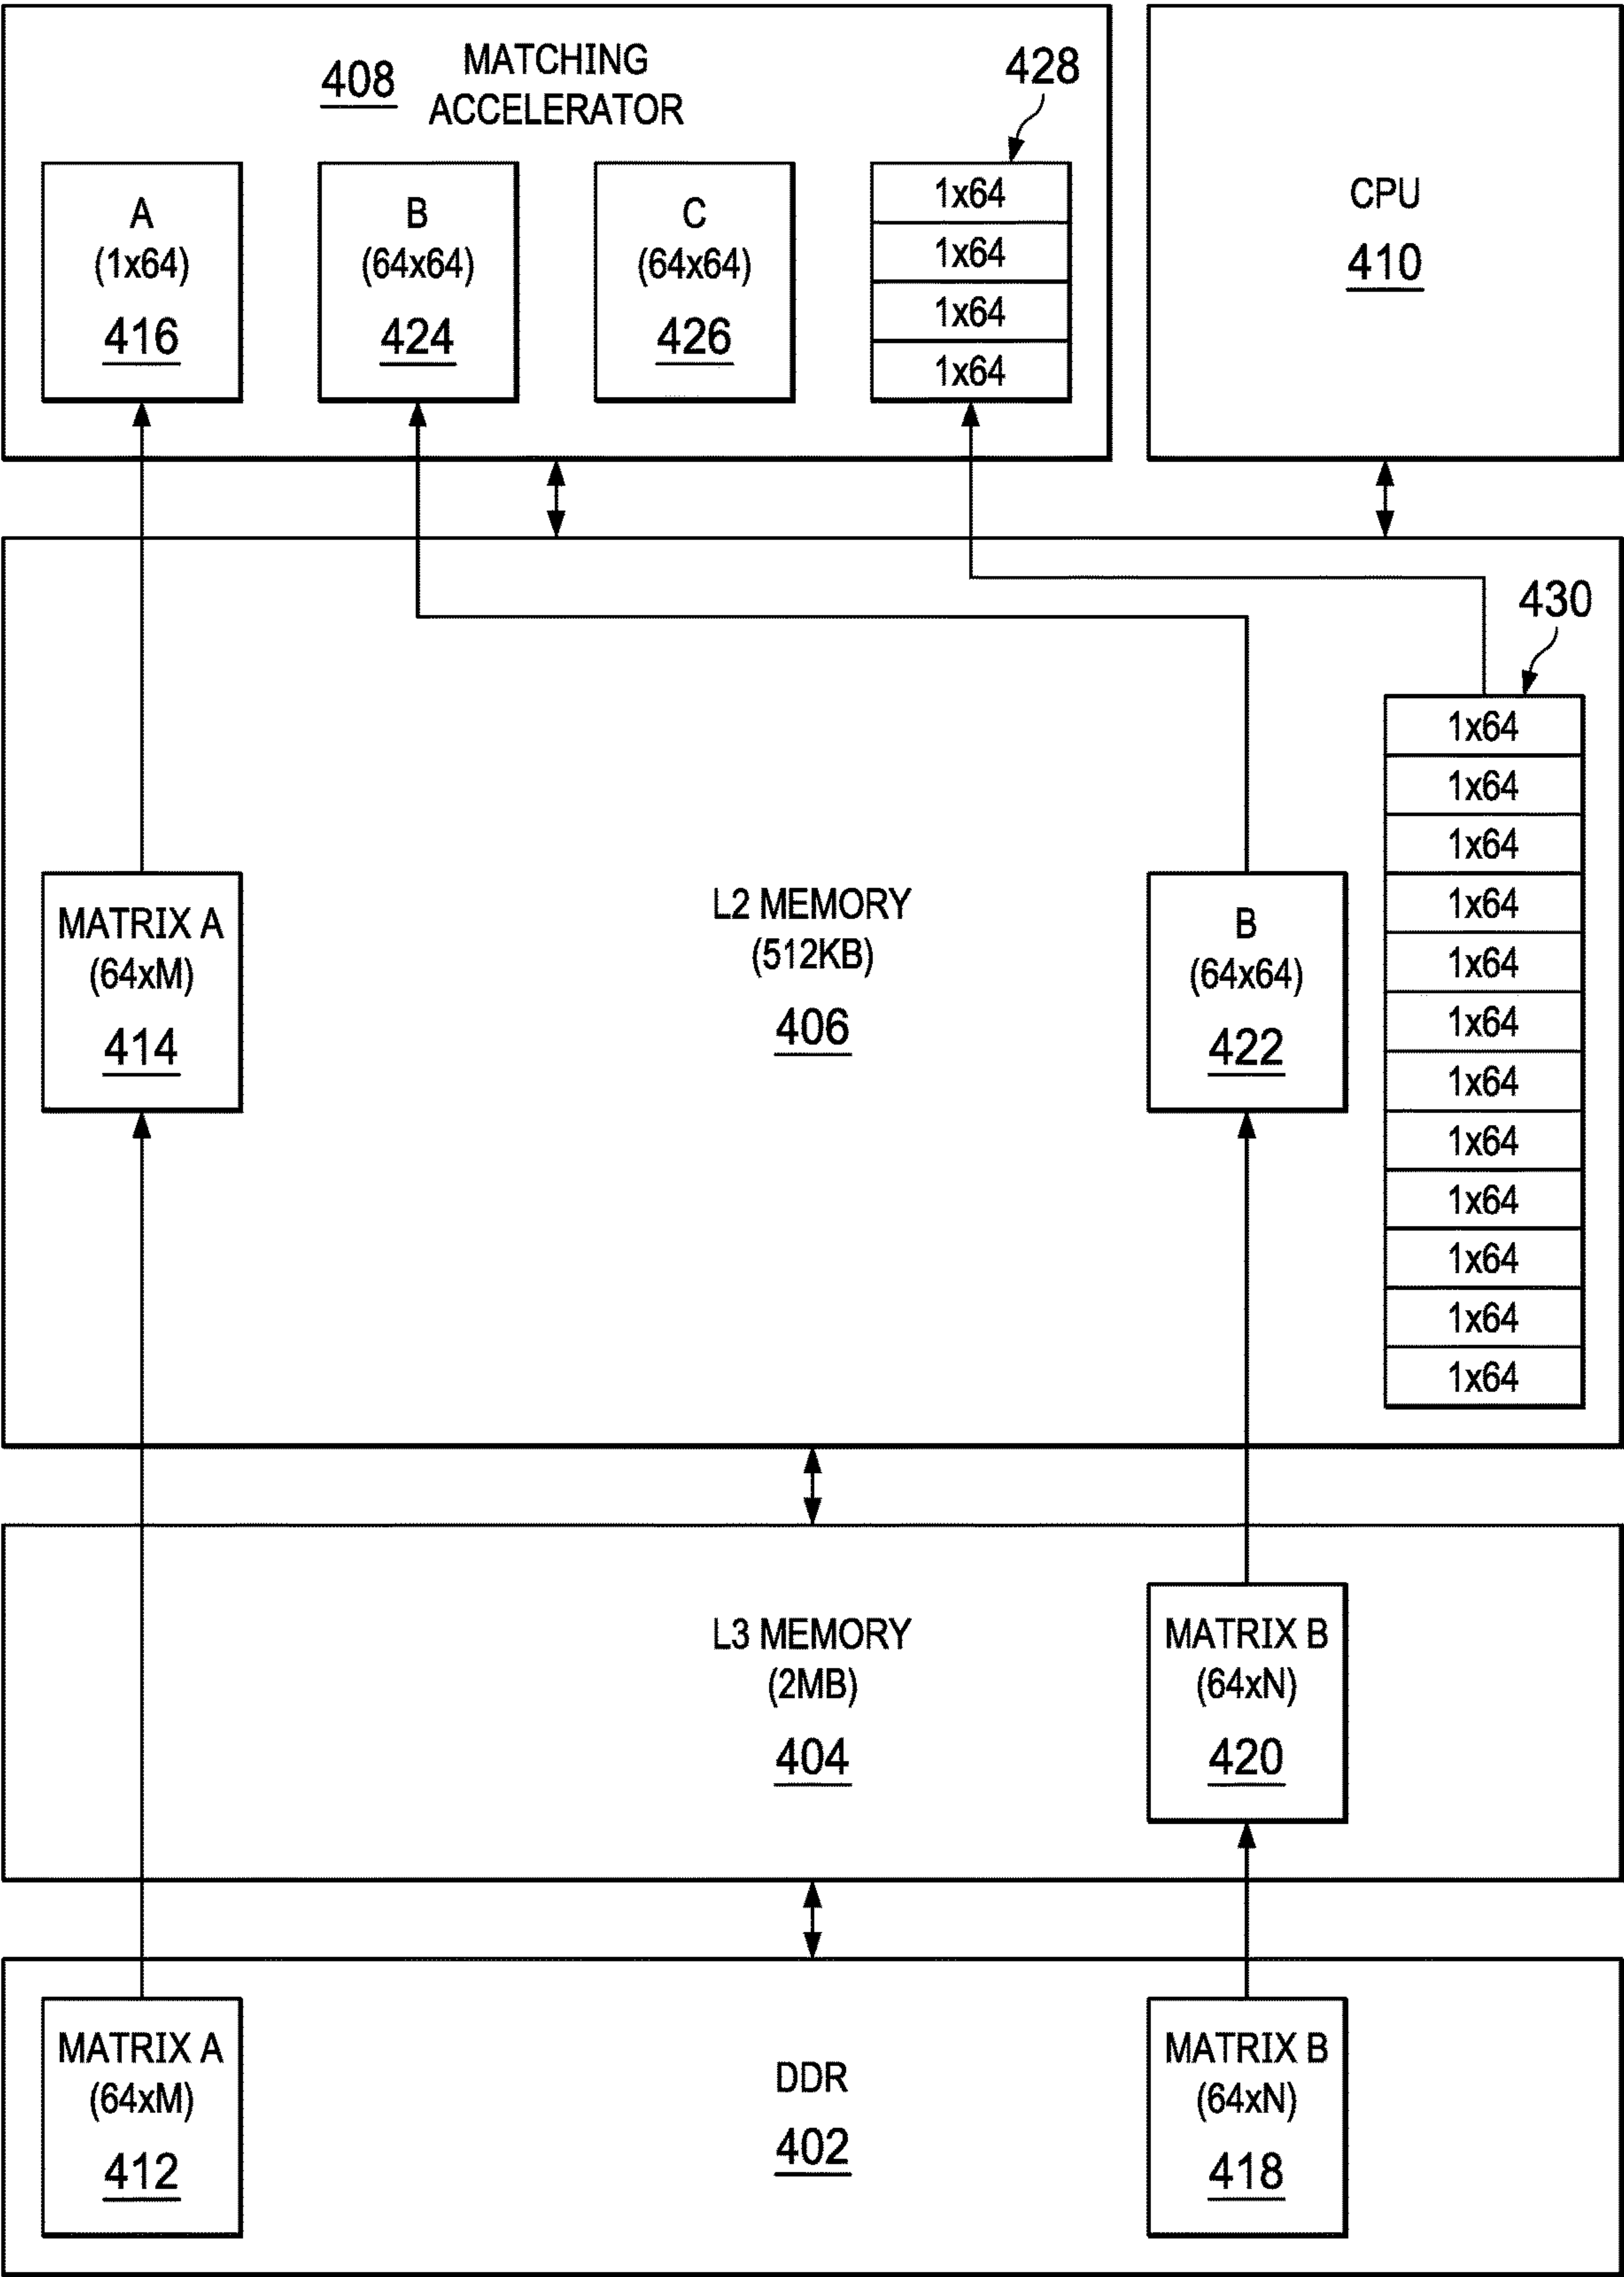 408
MATCHING
ACCELERATOR
428
A
(1x64)
416
B
(64x64)
424
C
(64x64)
426
1x64
1x64
1x64
1x64
CPU
410
430
1x64
1x64
1x64
1x64
1x64
1x64
1x64
1x64
1x64
1x64
1x64
1x64
MATRIX A
(64xM)
414
L2 MEMORY
(512KB)
406
B
(64x64)
422
L3 MEMORY
(2MB)
404
MATRIX B
(64xN)
420
MATRIX A
(64xM)
412
DDR
402
MATRIX B
(64xN)
418